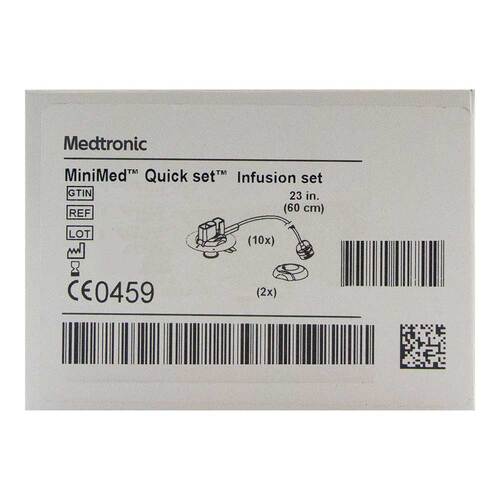 Medtronic
MiniMed™ Quick set™ Infusion set
GTIN
REF
LOT
23 in.
(60 cm)
(10x)
(2x)
CE0459